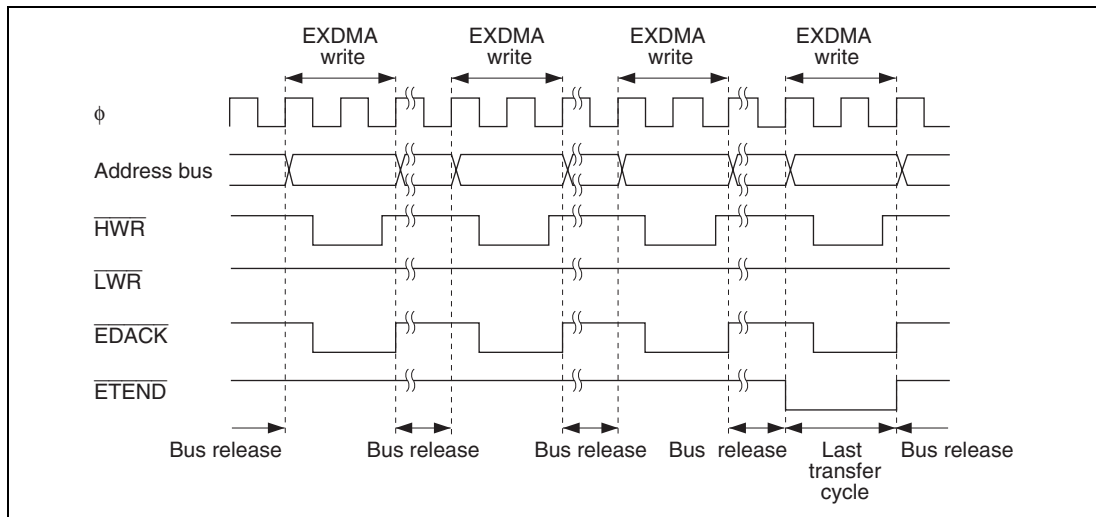 EXDMA write EXDMA write EXDMA write EXDMA write
ϕ
Address bus
HWR
LWR
EDACK
ETEND
Bus release Bus release Bus release Bus release Last transfer cycle Bus release